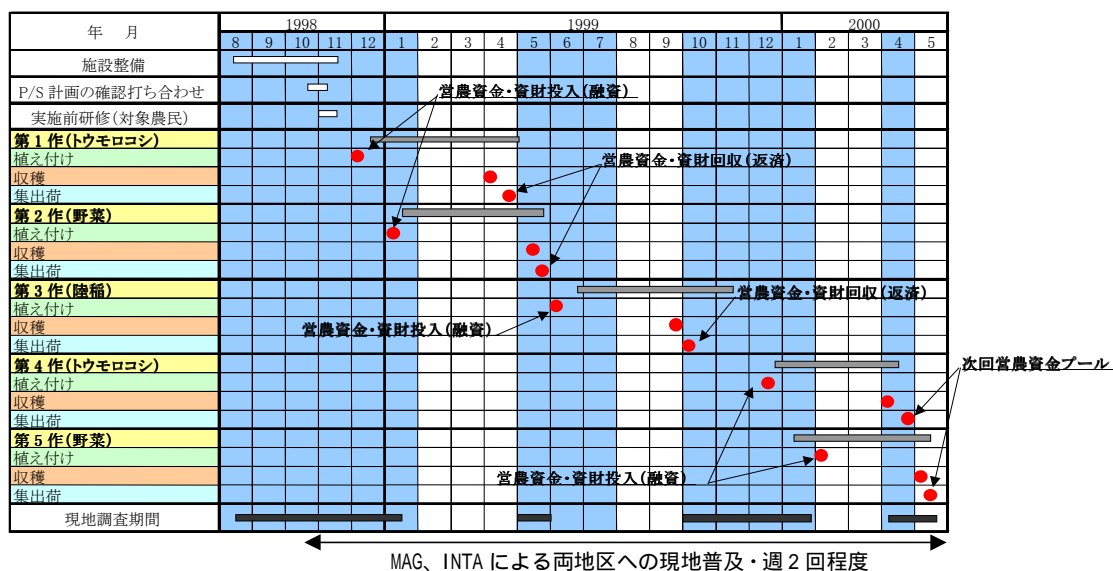 年　月
1998
1999
2000
8 9 10 11 12 1 2 3 4 5 6 7 8 9 10 11 12 1 2 3 4 5
施設整備
P/S 計画の確認打ち合わせ
営農資金・資財投入(融資)
実施前研修(対象農民)
第１作(トウモロコシ)
植え付け
営農資金・資財回収(返済)
収穫
集出荷
第２作(野菜)
植え付け
収穫
集出荷
第３作(陸稲)
営農資金・資財回収(返済)
植え付け
営農資金・資財投入(融資)
収穫
集出荷
第４作(トウモロコシ)
次回営農資金プール
植え付け
収穫
集出荷
第５作(野菜)
植え付け
営農資金・資財投入(融資)
収穫
集出荷
現地調査期間
MAG、INTA による両地区への現地普及・週２回程度